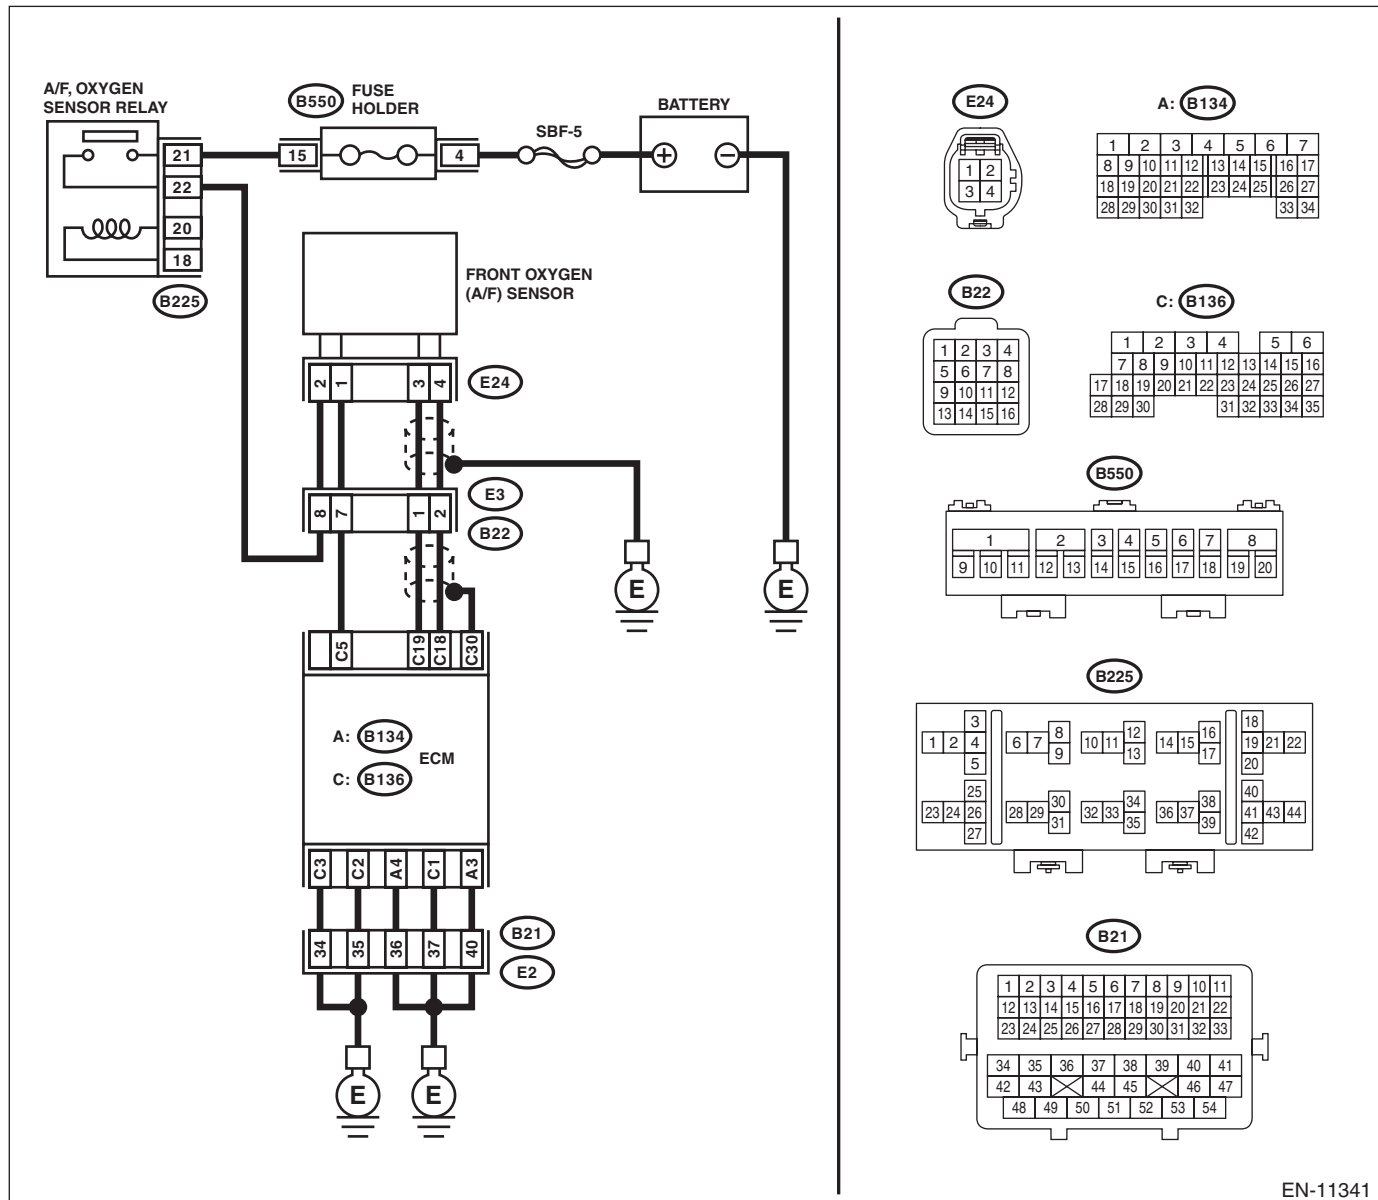 A/F, OXYGEN
SENSOR RELAY
B550
FUSE
HOLDER
SBF-5
BATTERY
21
15
4
+
−
22
20
18
B225
FRONT OXYGEN
(A/F) SENSOR
2 1 3 4
E24
E3
8 7 1 2
B22
E
E
C5 C19 C18 C30
A: B134
ECM
C: B136
C3 C2 A4 C1 A3
B21
34 35 36 37 40
E2
E
E
E24
1 2
3 4
A: B134
1 2 3 4 5 6 7
8 9 10 11 12 13 14 15 16 17
18 19 20 21 22 23 24 25 26 27
28 29 30 31 32 33 34
B22
1 2 3 4
5 6 7 8
9 10 11 12
13 14 15 16
C: B136
1 2 3 4 5 6
7 8 9 10 11 12 13 14 15 16
17 18 19 20 21 22 23 24 25 26 27
28 29 30 31 32 33 34 35
B550
1 2 3 4 5 6 7 8
9 10 11 12 13 14 15 16 17 18 19 20
B225
3 8 12 16 18
1 2 4 6 7 10 11 14 15 19 21 22
5 9 13 17 20
25 30 34 38 40
23 24 26 28 29 32 33 36 37 41 43 44
27 31 35 39 42
B21
1 2 3 4 5 6 7 8 9 10 11
12 13 14 15 16 17 18 19 20 21 22
23 24 25 26 27 28 29 30 31 32 33
34 35 36 37 38 39 40 41
42 43 44 45 46 47
48 49 50 51 52 53 54
EN-11341